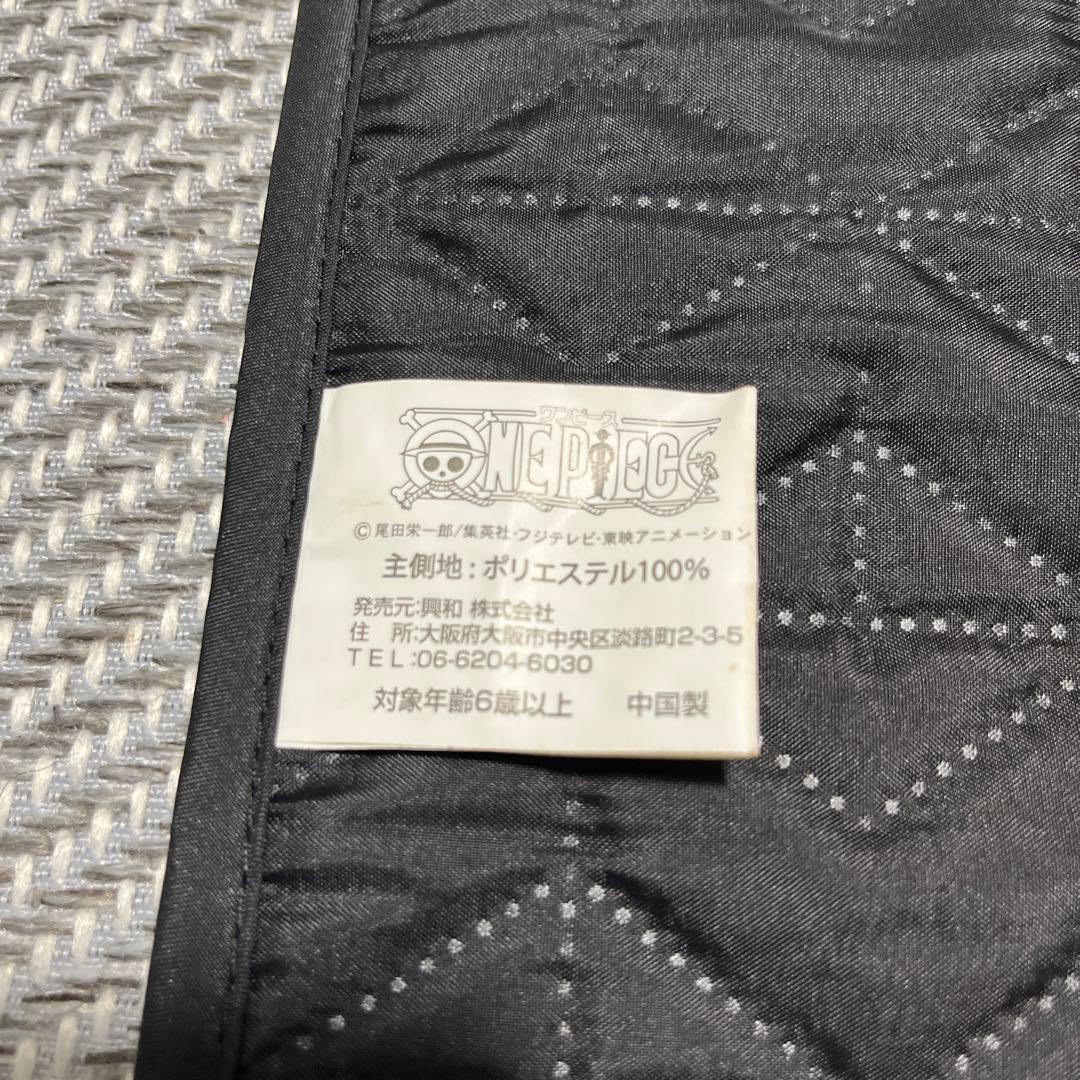 ワンピース
ONE PIECE
©尾田栄一郎/集英社・フジテレビ・東映アニメーション
主側地：ポリエステル100%
発売元：興和 株式会社
住　所：大阪府大阪市中央区淡路町2-3-5
TEL：06-6204-6030
対象年齢6歳以上　中国製